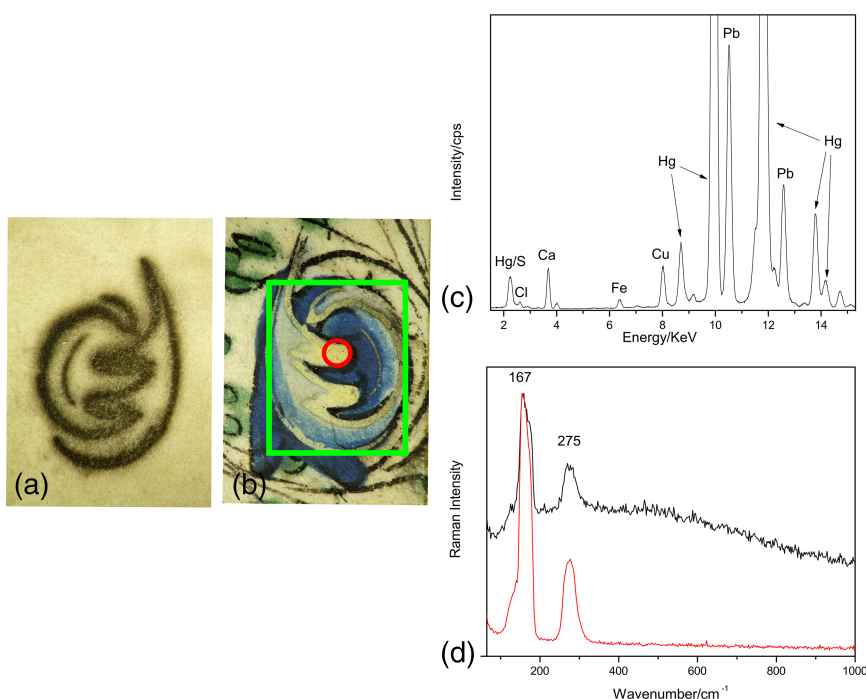 (a)
(b)
(c)
Intensity/cps
Hg/S
Cl
Ca
Fe
Cu
Hg
Pb
Pb
Hg
2 4 6 8 10 12 14
Energy/KeV
(d)
Raman Intensity
167
275
200 400 600 800 1000
Wavenumber/cm⁻¹